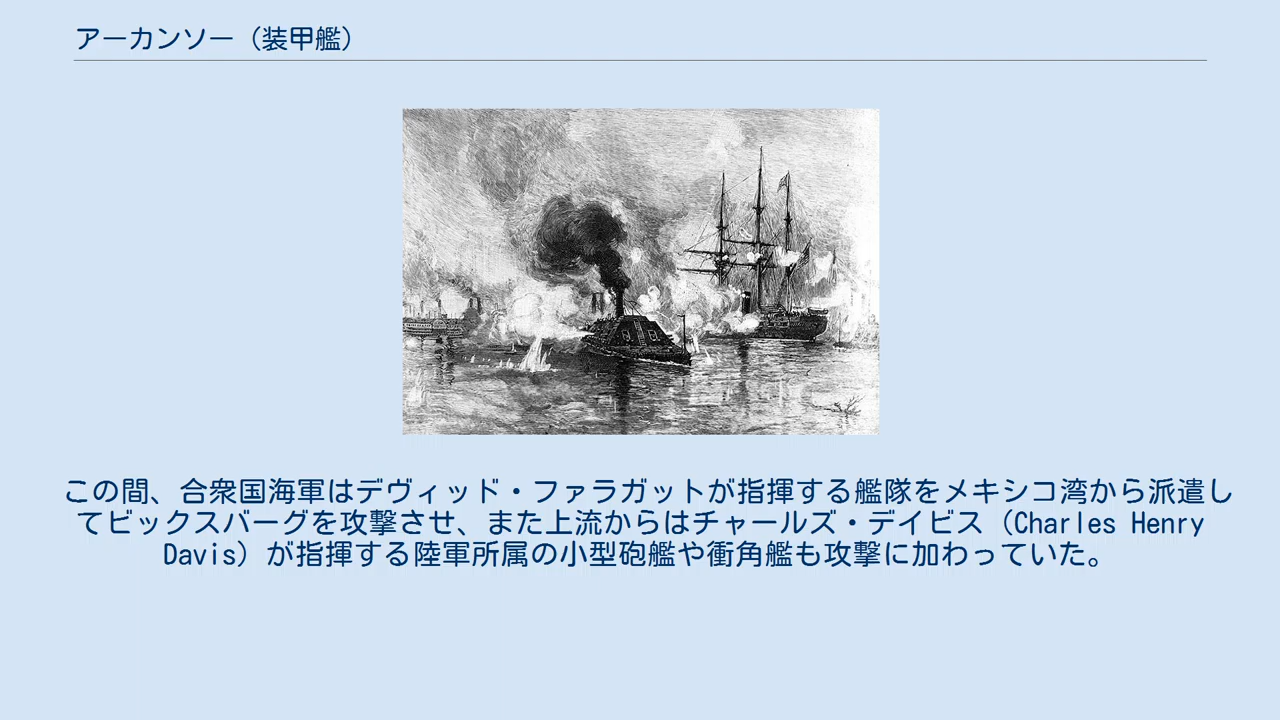 アーカンソー（装甲艦）
この間、合衆国海軍はデヴィッド・ファラガットが指揮する艦隊をメキシコ湾から派遣し
てビックスバーグを攻撃させ、また上流からはチャールズ・デイビス（Charles Henry
Davis）が指揮する陸軍所属の小型砲艦や衝角艦も攻撃に加わっていた。